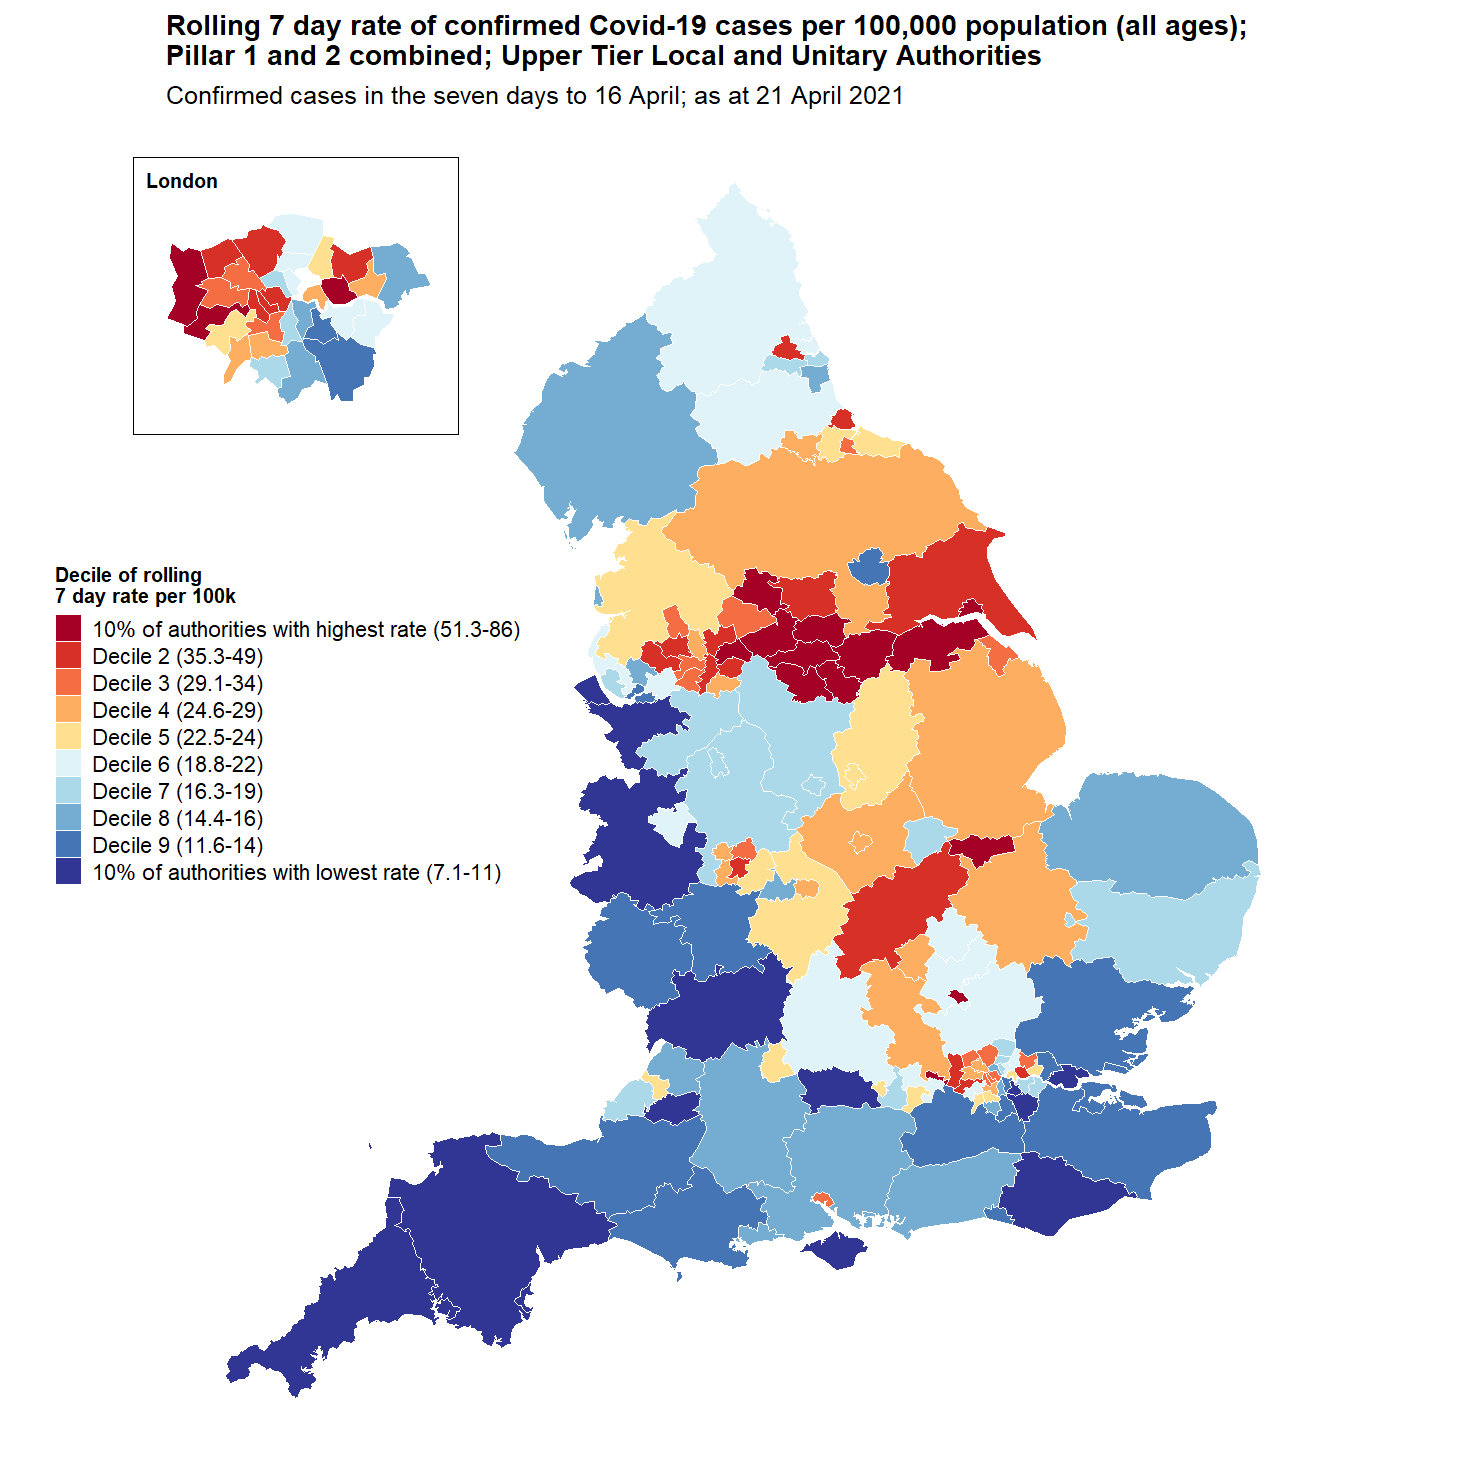 Rolling 7 day rate of confirmed Covid-19 cases per 100,000 population (all ages);
Pillar 1 and 2 combined; Upper Tier Local and Unitary Authorities
Confirmed cases in the seven days to 16 April; as at 21 April 2021
London
Decile of rolling
7 day rate per 100k
10% of authorities with highest rate (51.3-86)
Decile 2 (35.3-49)
Decile 3 (29.1-34)
Decile 4 (24.6-29)
Decile 5 (22.5-24)
Decile 6 (18.8-22)
Decile 7 (16.3-19)
Decile 8 (14.4-16)
Decile 9 (11.6-14)
10% of authorities with lowest rate (7.1-11)